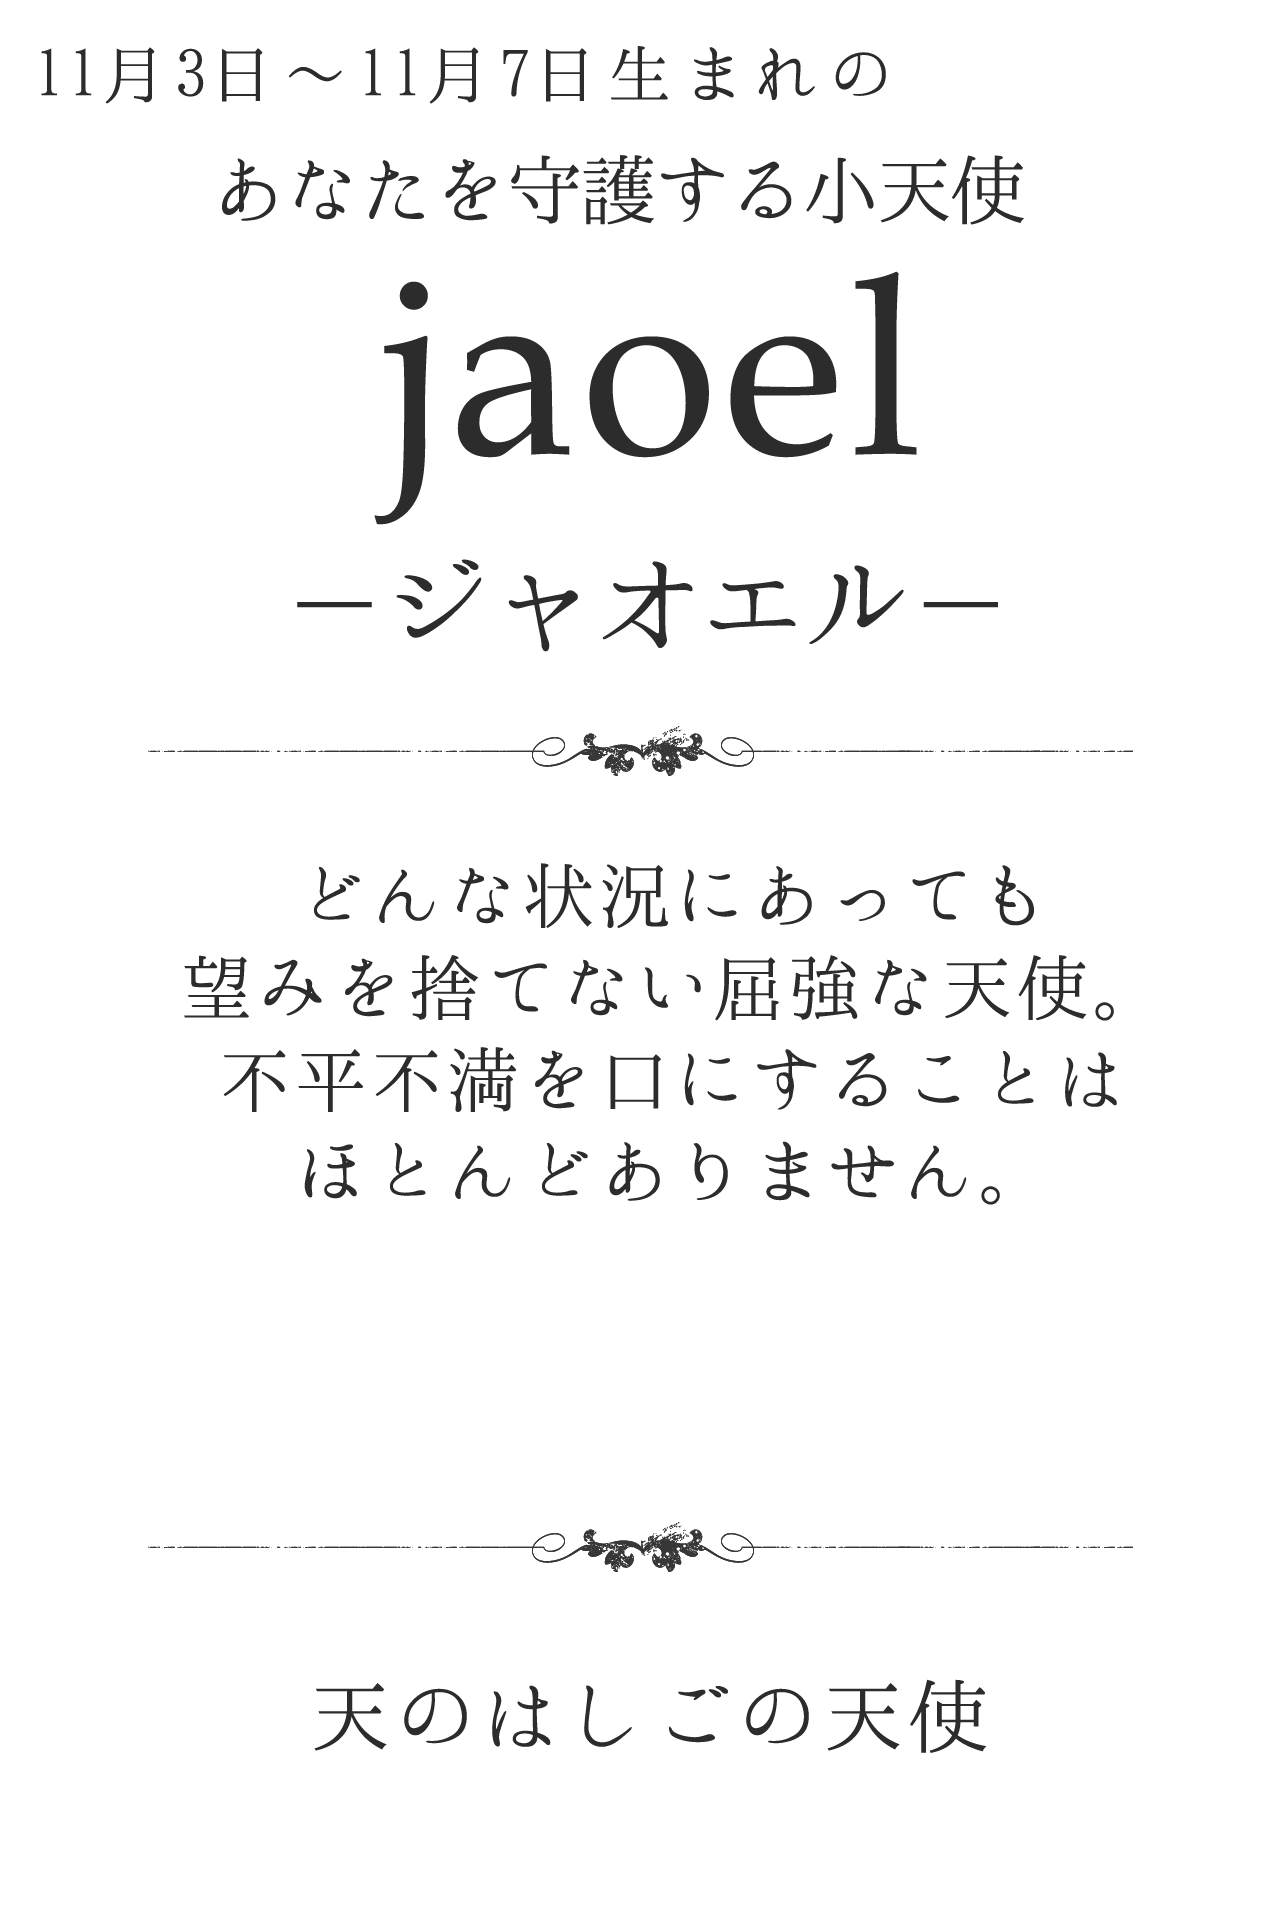 11月3日～11月7日生まれの
あなたを守護する小天使
jaoel
－ジャオエル－
どんな状況にあっても
望みを捨てない屈強な天使。
不平不満を口にすることは
ほとんどありません。
天のはしごの天使